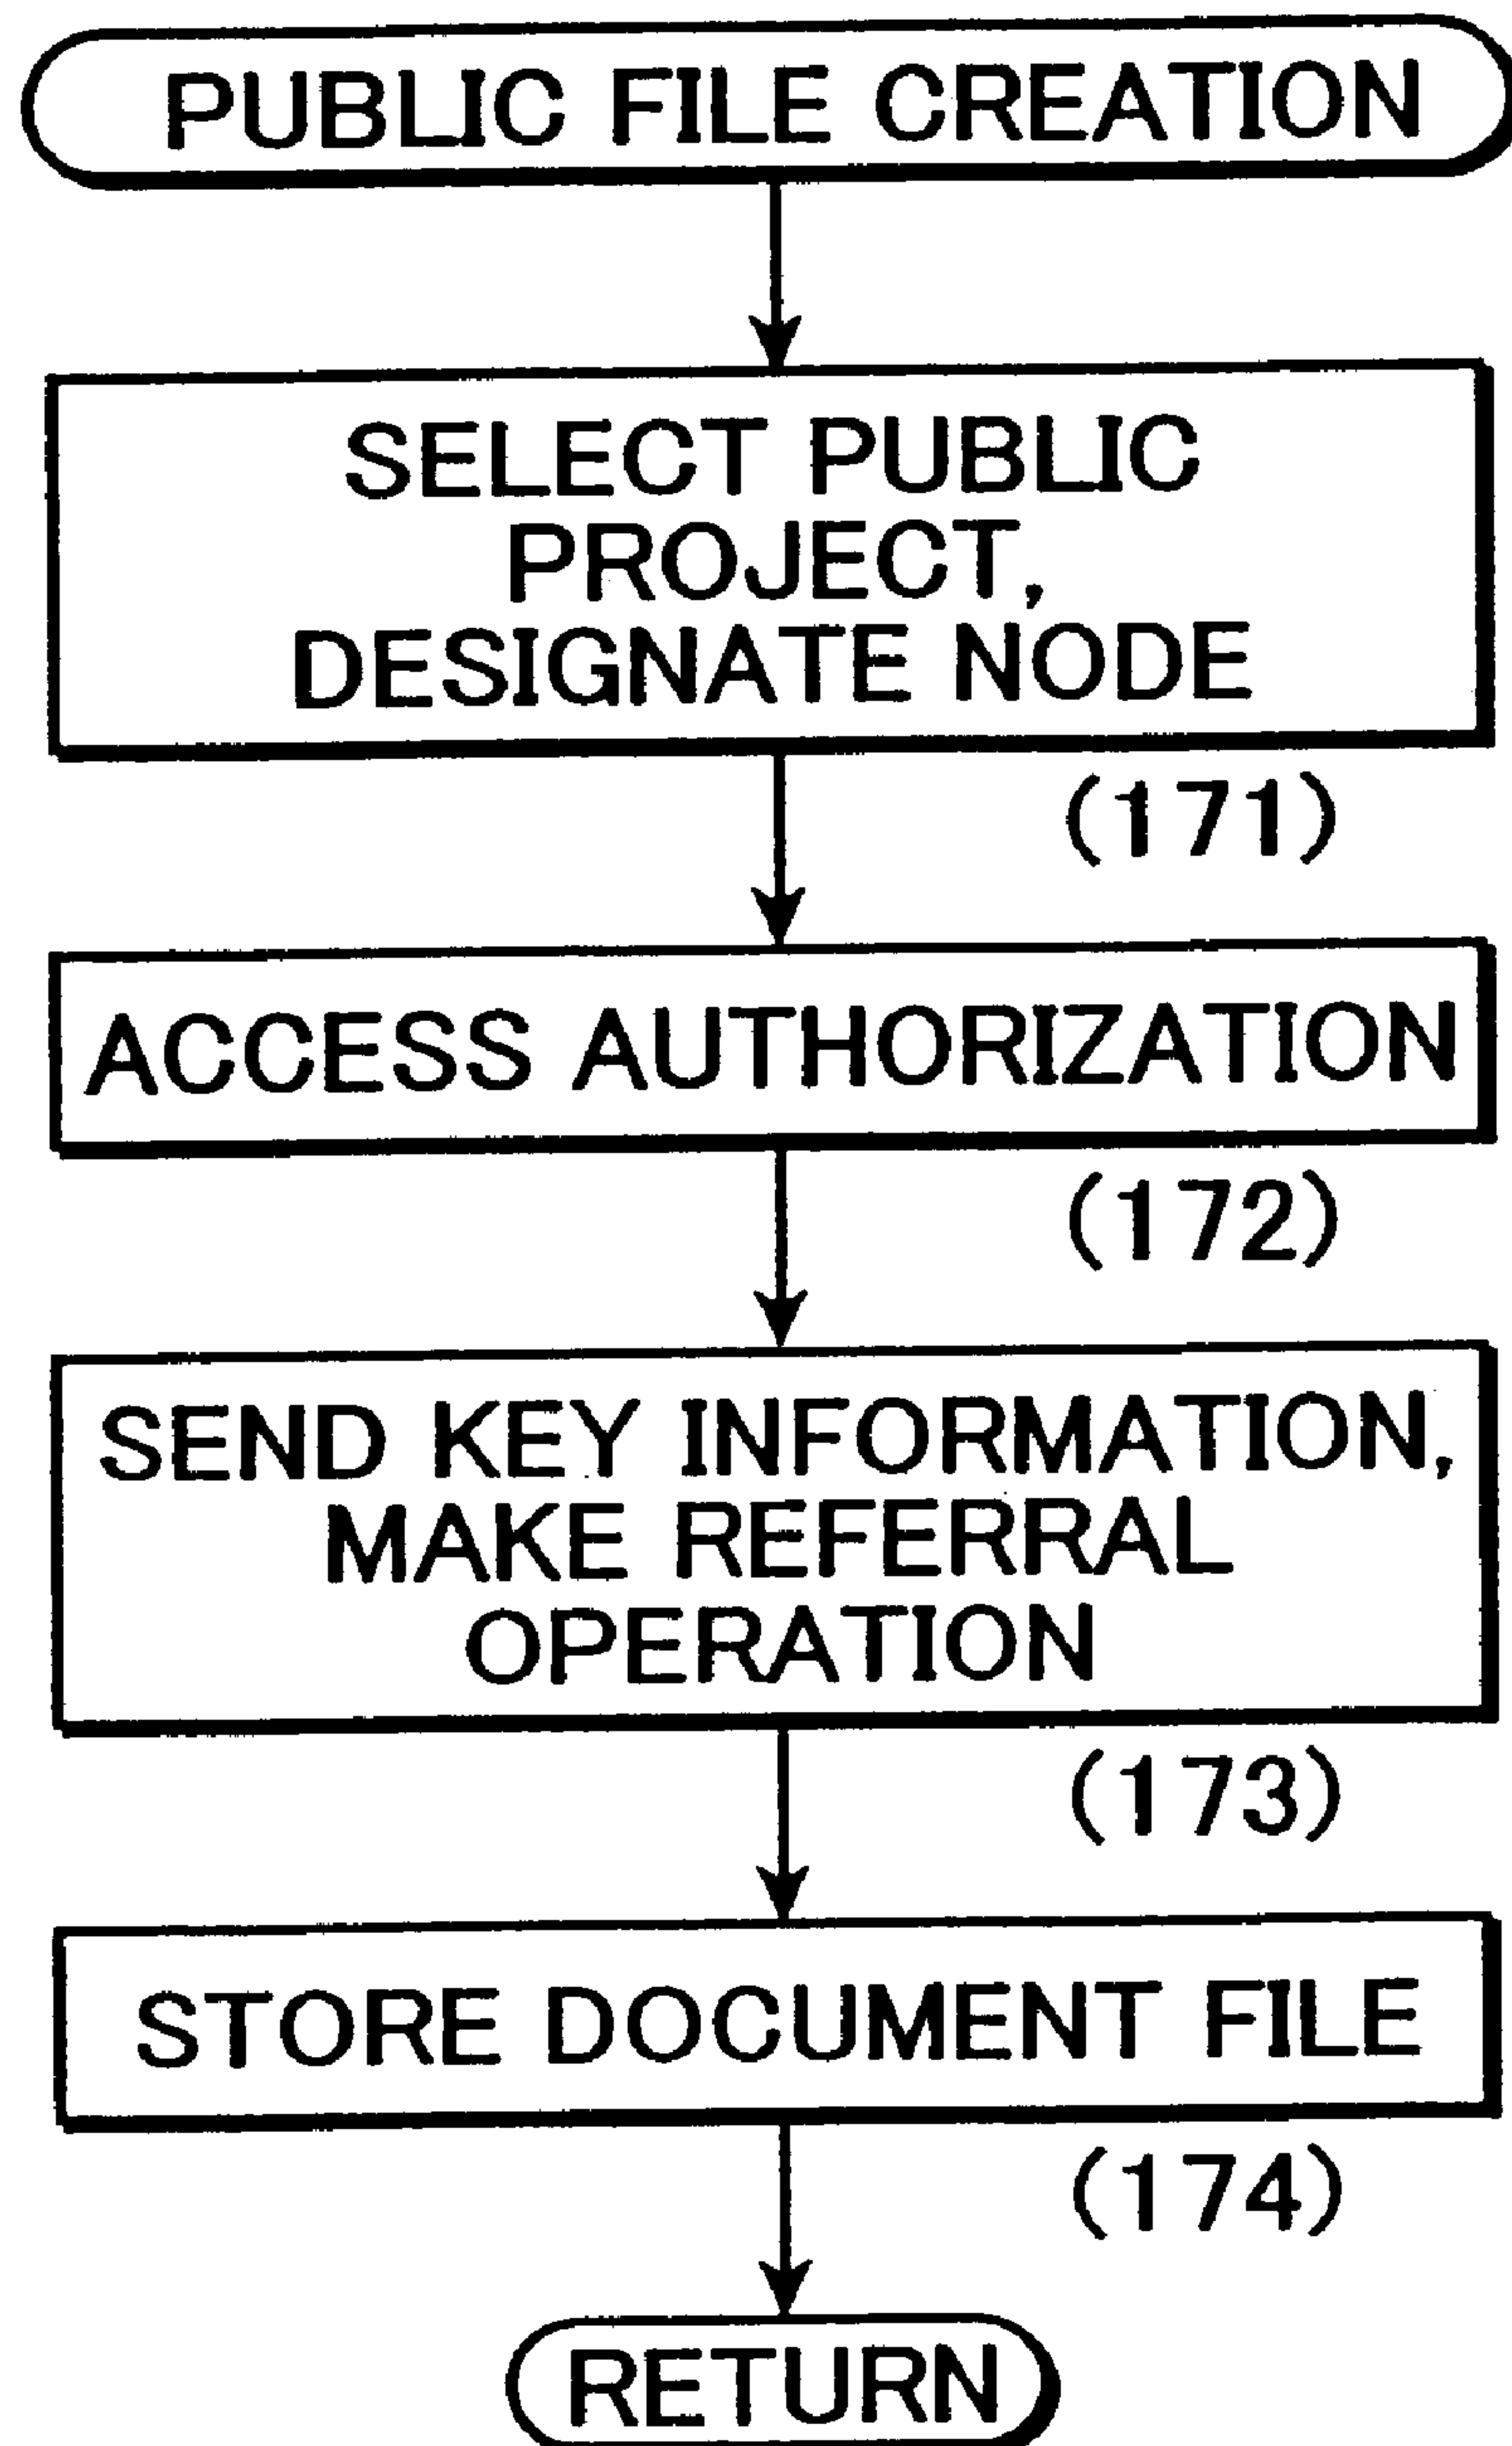 PUBLIC FILE CREATION
SELECT PUBLIC
PROJECT,
DESIGNATE NODE
(171)
ACCESS AUTHORIZATION
(172)
SEND KEY INFORMATION,
MAKE REFERRAL
OPERATION
(173)
STORE DOCUMENT FILE
(174)
RETURN